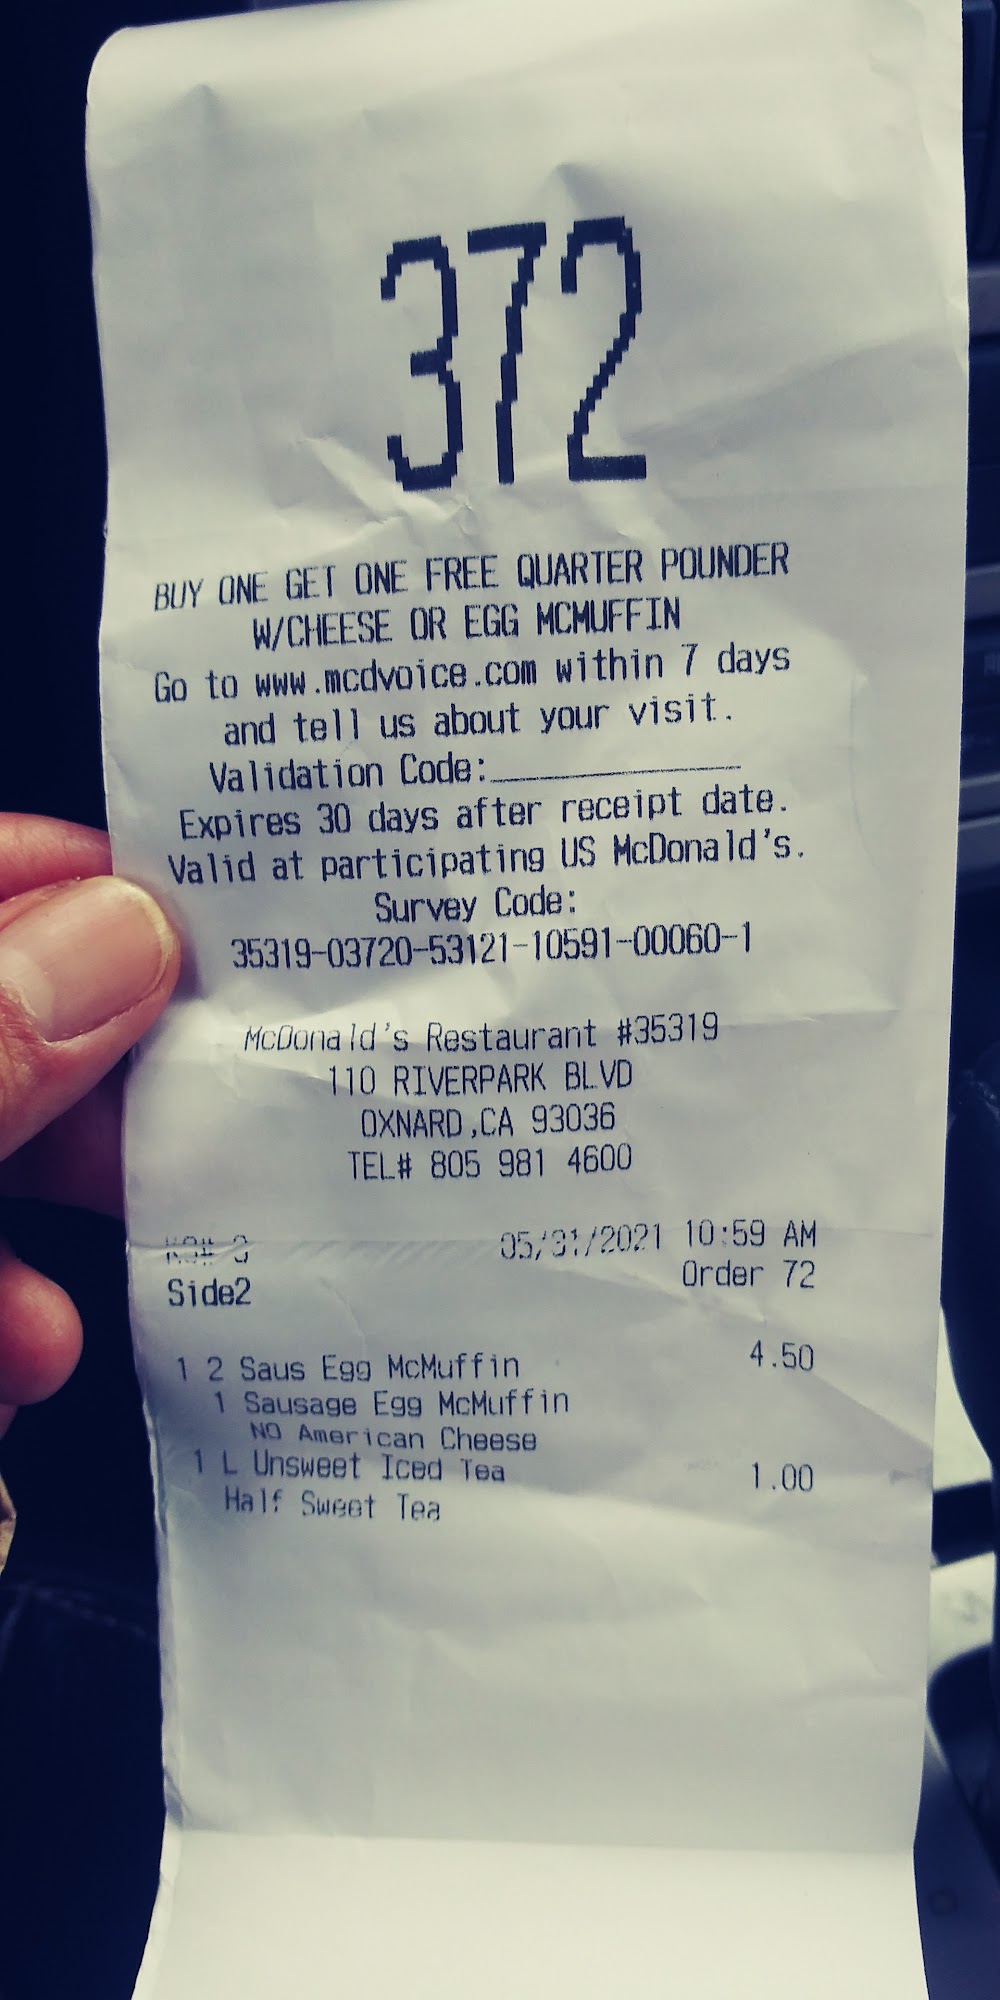 372
BUY ONE GET ONE FREE QUARTER POUNDER
W/CHEESE OR EGG MCMUFFIN
Go to www.mcdvoice.com within 7 days
and tell us about your visit.
Validation Code:
Expires 30 days after receipt date.
Valid at participating US McDonald's.
Survey Code:
35319-03720-53121-10591-00060-1
McDonald's Restaurant #35319
110 RIVERPARK BLVD
OXNARD,CA 93036
TEL# 805 981 4600
05/31/2021 10:59 AM
Side2 Order 72
1 2 Saus Egg McMuffin 4.50
1 Sausage Egg McMuffin
NO American Cheese
1 L Unsweet Iced Tea 1.00
Half Sweet Tea